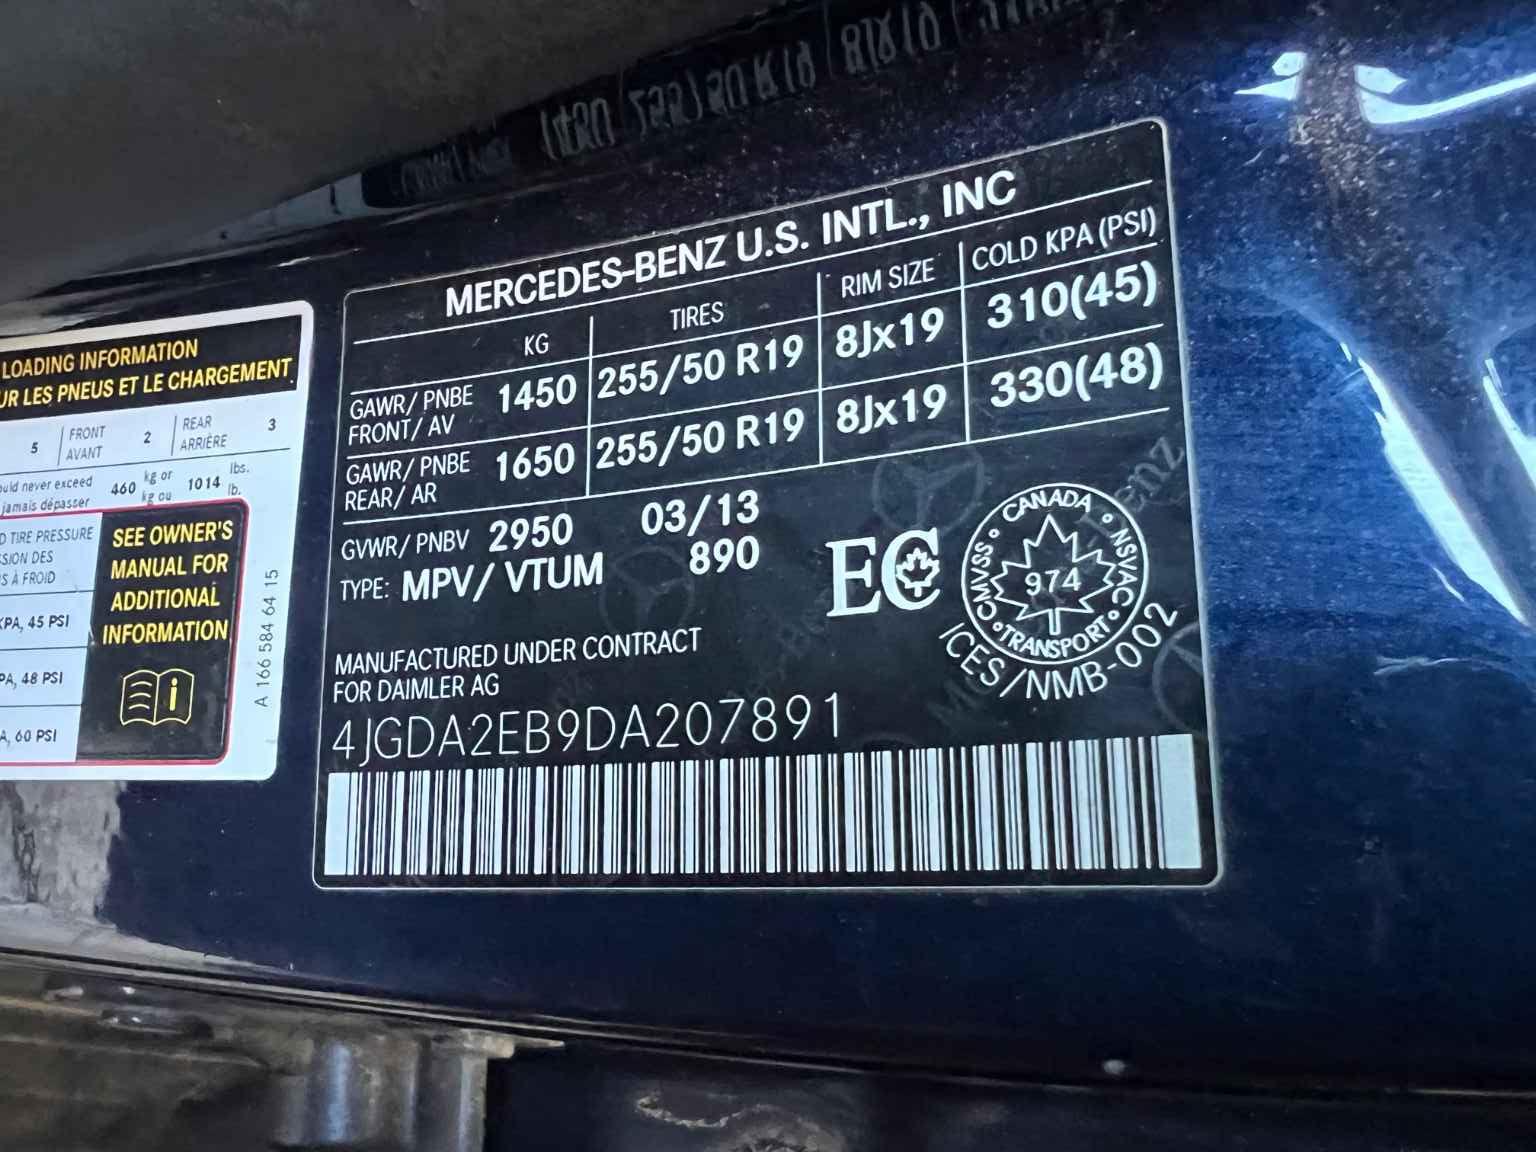 LOADING INFORMATION
UR LES PNEUS ET LE CHARGEMENT
5 FRONT AVANT 2 REAR ARRIÈRE 3
ould never exceed
jamais dépasser
460 kg or kg ou 1014 lbs. lb.
D TIRE PRESSURE
SSION DES
S À FROID
KPA, 45 PSI
PA, 48 PSI
A, 60 PSI
SEE OWNER'S
MANUAL FOR
ADDITIONAL
INFORMATION
A 166 584 64 15
MERCEDES-BENZ U.S. INTL., INC
KG TIRES RIM SIZE COLD KPA (PSI)
GAWR/ PNBE
FRONT/ AV
1450 255/50 R19 8Jx19 310(45)
GAWR/ PNBE
REAR/ AR
1650 255/50 R19 8Jx19 330(48)
GVWR/ PNBV 2950 03/13
TYPE: MPV/ VTUM 890
EC
CANADA
CMVSS NSVAC
974
TRANSPORT
ICES/NMB-002
MANUFACTURED UNDER CONTRACT
FOR DAIMLER AG
4JGDA2EB9DA207891